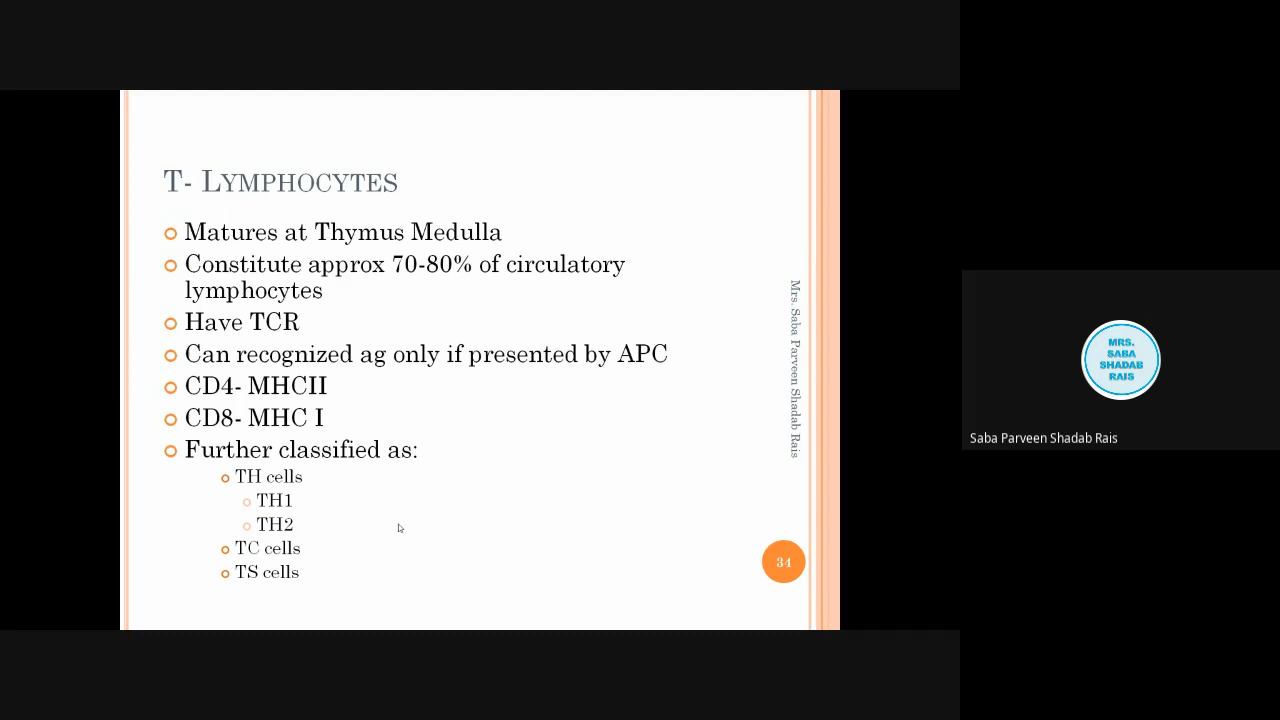 T- LYMPHOCYTES
Matures at Thymus Medulla
Constitute approx 70-80% of circulatory
lymphocytes
Have TCR
Can recognized ag only if presented by APC
CD4- MHCII
CD8- MHC I
Further classified as:
TH cells
TH1
TH2
TC cells
TS cells
Mrs. Saba Parveen Shadab Rais
34
MRS.
SABA
SHADAB
RAIS
Saba Parveen Shadab Rais